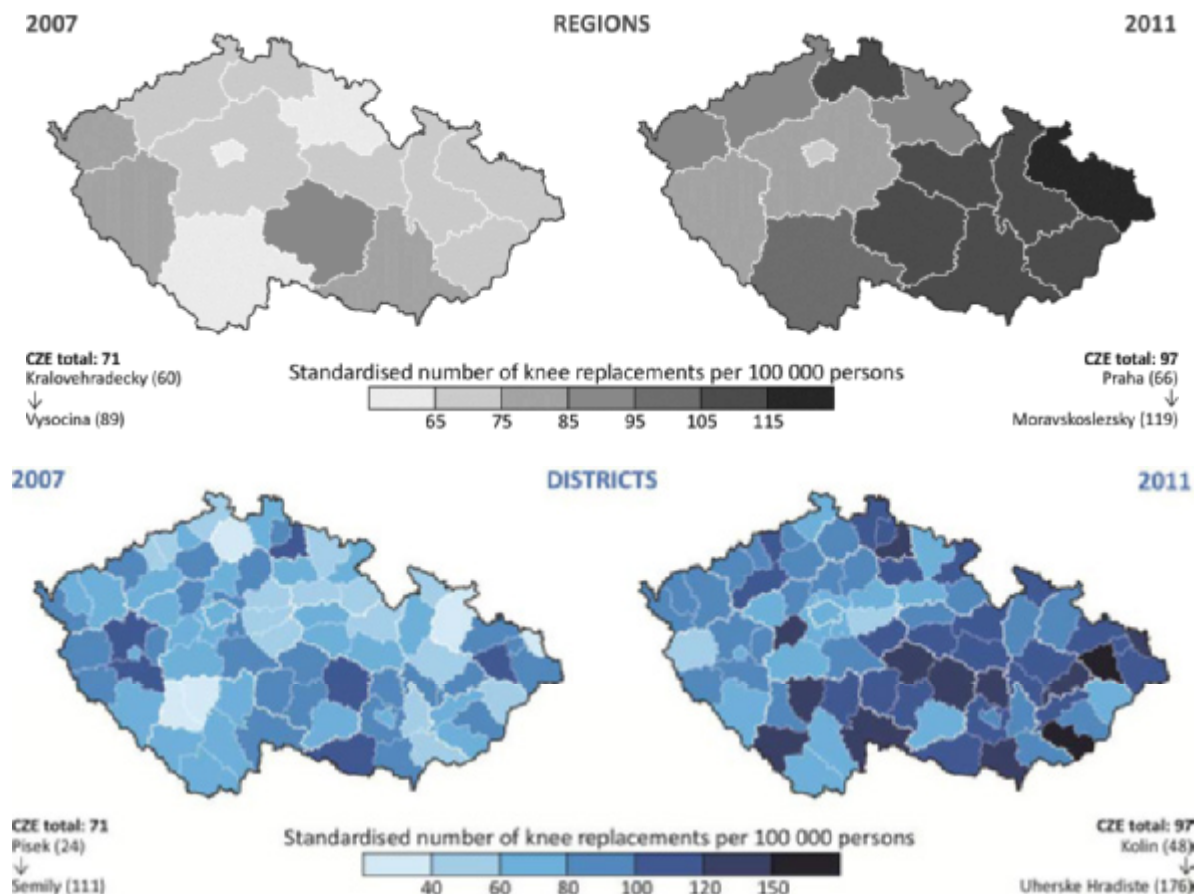 2007 REGIONS 2011
CZE total: 71
Kralovehradecky (60)
↓
Vysocina (89)
Standardised number of knee replacements per 100 000 persons
65 75 85 95 105 115
CZE total: 97
Praha (66)
↓
Moravskoslezsky (119)
2007 DISTRICTS 2011
CZE total: 71
Pisek (24)
↓
Semily (111)
Standardised number of knee replacements per 100 000 persons
40 60 80 100 120 150
CZE total: 97
Kolin (48)
↓
Uherske Hradiste (176)